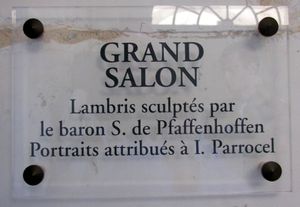 GRAND
SALON
Lambris sculptés par
le baron S. de Pfaffenhoffen
Portraits attribués à I. Parrocel